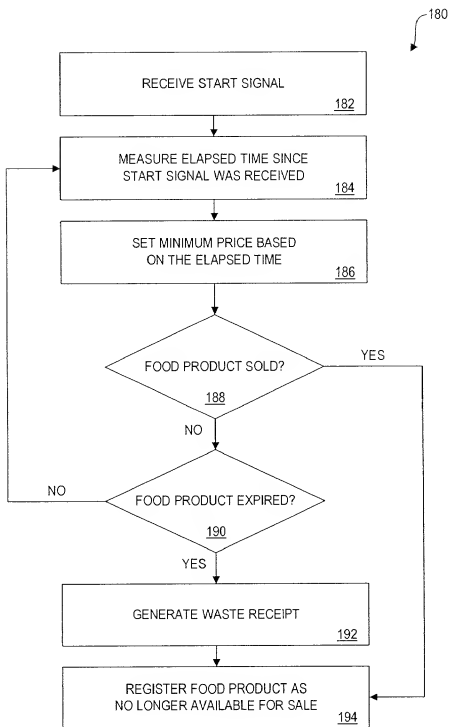 180
RECEIVE START SIGNAL
182
MEASURE ELAPSED TIME SINCE
START SIGNAL WAS RECEIVED
184
SET MINIMUM PRICE BASED
ON THE ELAPSED TIME
186
FOOD PRODUCT SOLD?
188
YES
NO
FOOD PRODUCT EXPIRED?
190
NO
YES
GENERATE WASTE RECEIPT
192
REGISTER FOOD PRODUCT AS
NO LONGER AVAILABLE FOR SALE
194